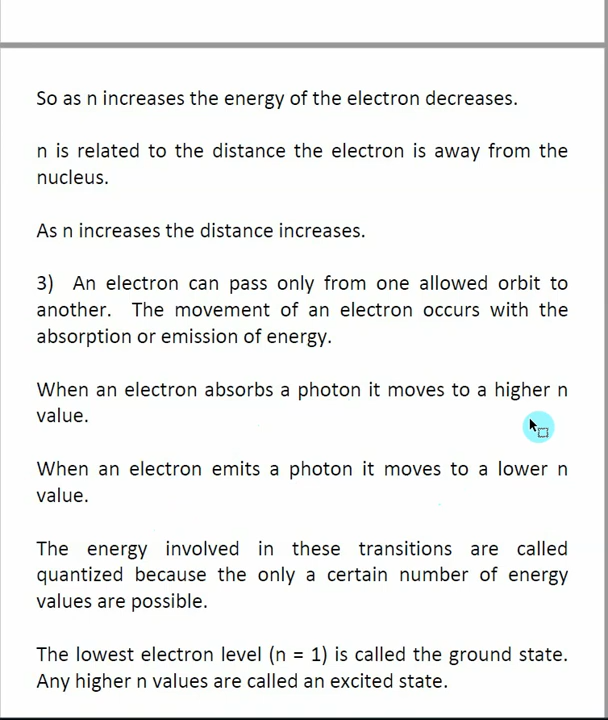 So as n increases the energy of the electron decreases.
n is related to the distance the electron is away from the
nucleus.
As n increases the distance increases.
3)  An electron can pass only from one allowed orbit to
another.  The movement of an electron occurs with the
absorption or emission of energy.
When an electron absorbs a photon it moves to a higher n
value.
When an electron emits a photon it moves to a lower n
value.
The energy involved in these transitions are called
quantized because the only a certain number of energy
values are possible.
The lowest electron level (n = 1) is called the ground state.
Any higher n values are called an excited state.